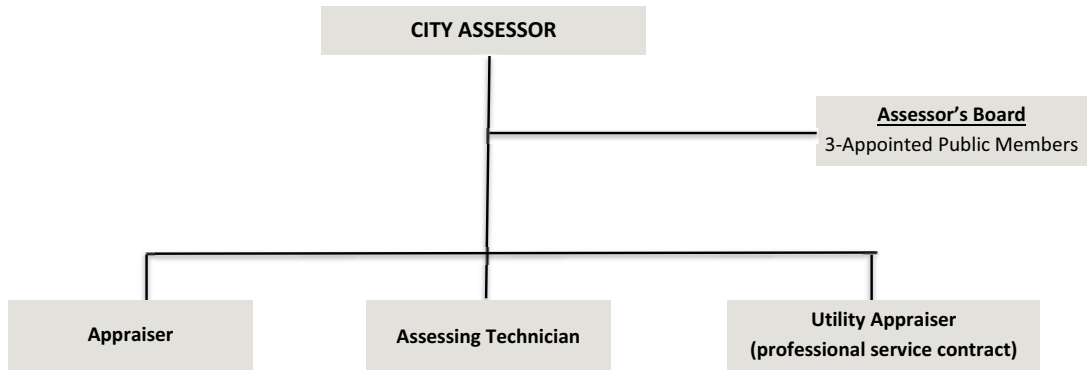 CITY ASSESSOR
Assessor’s Board
3-Appointed Public Members
Appraiser
Assessing Technician
Utility Appraiser
(professional service contract)